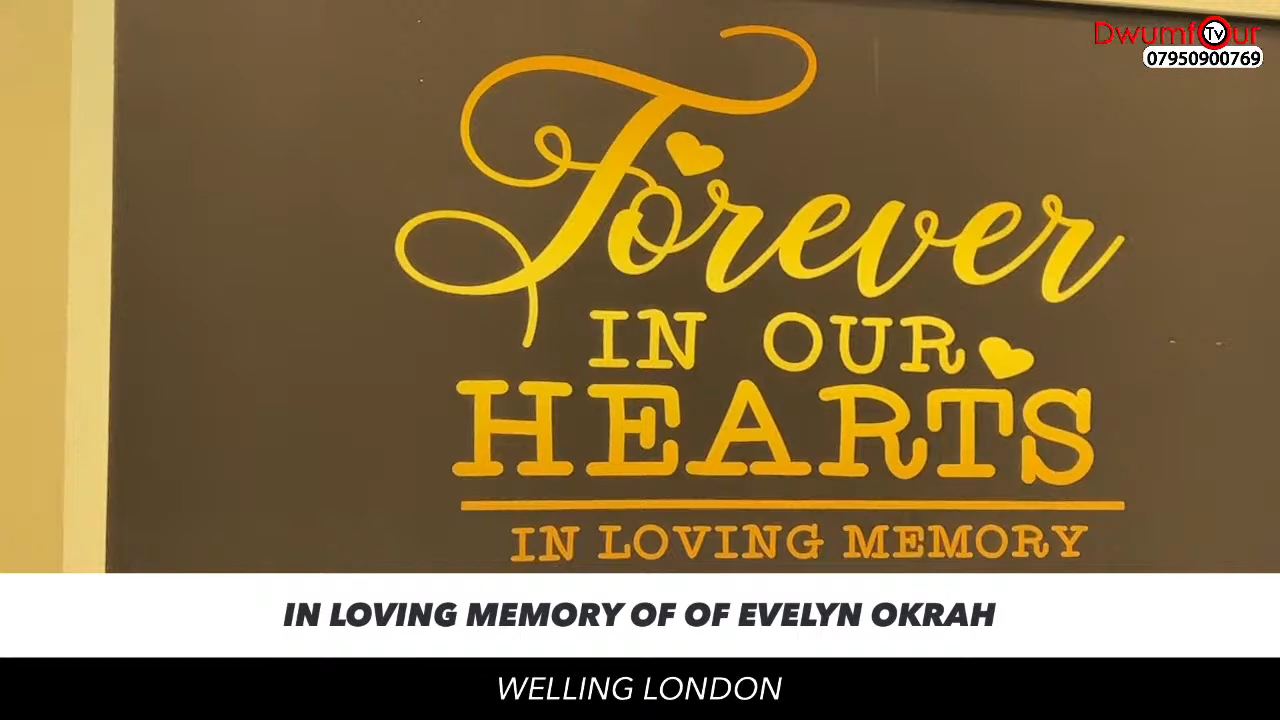 Dwumfour TV
07950900769
Forever
IN OUR
HEARTS
IN LOVING MEMORY
IN LOVING MEMORY OF OF EVELYN OKRAH
WELLING LONDON